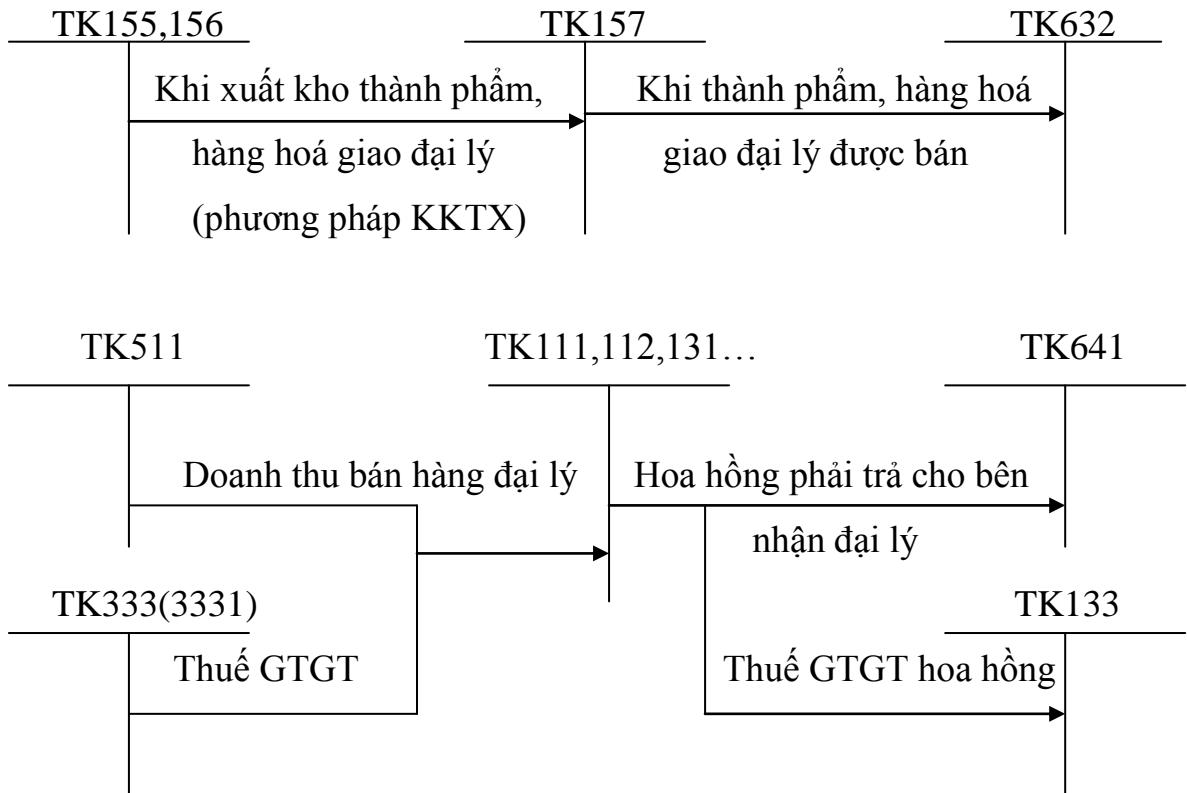 TK155,156 TK157 TK632
Khi xuất kho thành phẩm, Khi thành phẩm, hàng hoá
hàng hoá giao đại lý giao đại lý được bán
(phương pháp KKTX)
TK511 TK111,112,131… TK641
Doanh thu bán hàng đại lý Hoa hồng phải trả cho bên
nhận đại lý
TK333(3331) TK133
Thuế GTGT Thuế GTGT hoa hồng